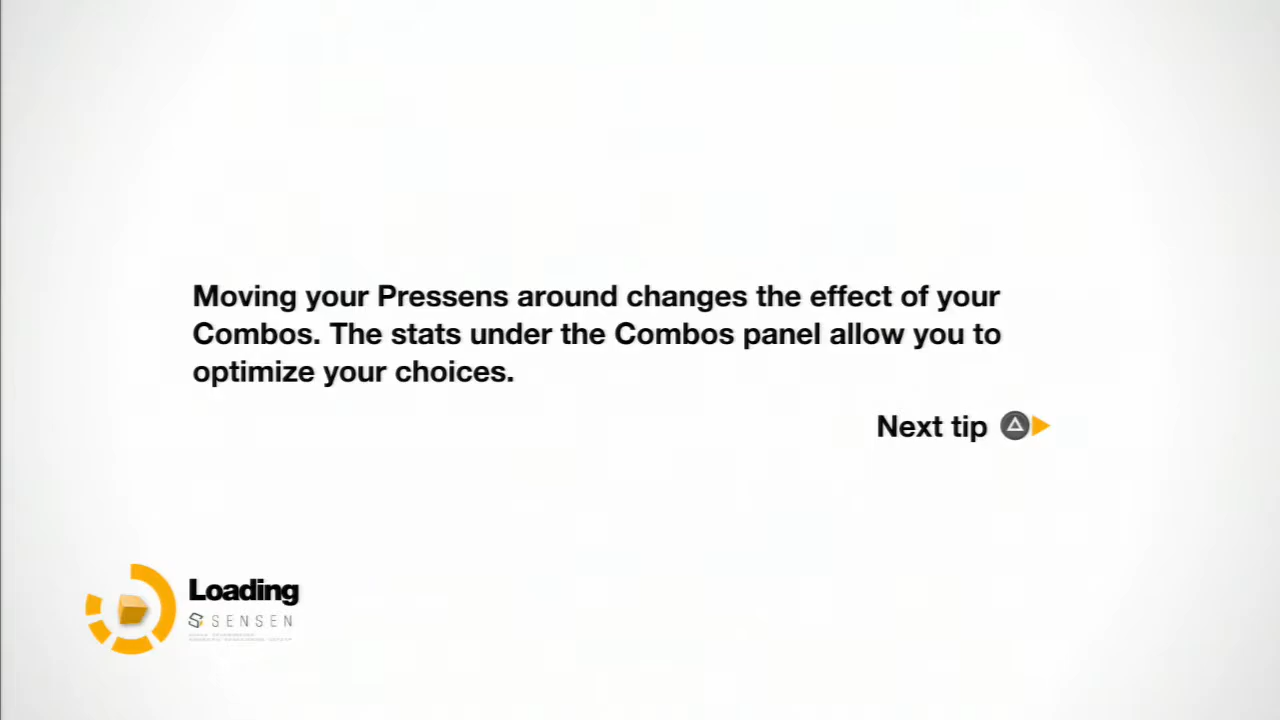 Moving your Pressens around changes the effect of your
Combos. The stats under the Combos panel allow you to
optimize your choices.
Next tip
Loading
SENSEN